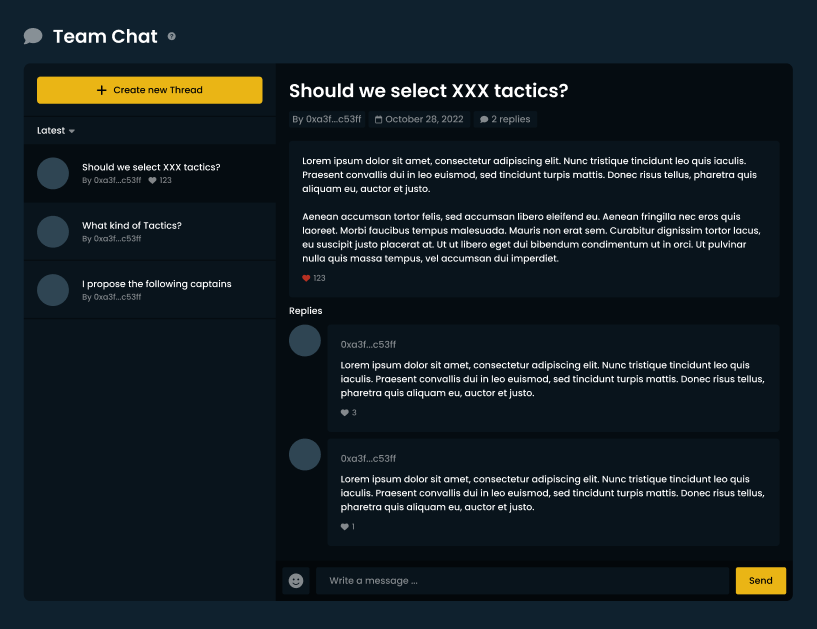 Team Chat ?
+ Create new Thread
Latest
Should we select XXX tactics?
By 0xa3f...c53ff 123
What kind of Tactics?
By 0xa3f...c53ff
I propose the following captains
By 0xa3f...c53ff
Should we select XXX tactics?
By 0xa3f...c53ff October 28, 2022 2 replies
Lorem ipsum dolor sit amet, consectetur adipiscing elit. Nunc tristique tincidunt leo quis iaculis.
Praesent convallis dui in leo euismod, sed tincidunt turpis mattis. Donec risus tellus, pharetra quis
aliquam eu, auctor et justo.
Aenean accumsan tortor felis, sed accumsan libero eleifend eu. Aenean fringilla nec eros quis
laoreet. Morbi faucibus tempus malesuada. Mauris non erat sem. Curabitur dignissim tortor lacus,
eu suscipit justo placerat at. Ut ut libero eget dui bibendum condimentum ut in orci. Ut pulvinar
nulla quis massa tempus, vel accumsan dui imperdiet.
123
Replies
0xa3f...c53ff
Lorem ipsum dolor sit amet, consectetur adipiscing elit. Nunc tristique tincidunt leo quis
iaculis. Praesent convallis dui in leo euismod, sed tincidunt turpis mattis. Donec risus tellus,
pharetra quis aliquam eu, auctor et justo.
3
0xa3f...c53ff
Lorem ipsum dolor sit amet, consectetur adipiscing elit. Nunc tristique tincidunt leo quis
iaculis. Praesent convallis dui in leo euismod, sed tincidunt turpis mattis. Donec risus tellus,
pharetra quis aliquam eu, auctor et justo.
1
Write a message ...
Send